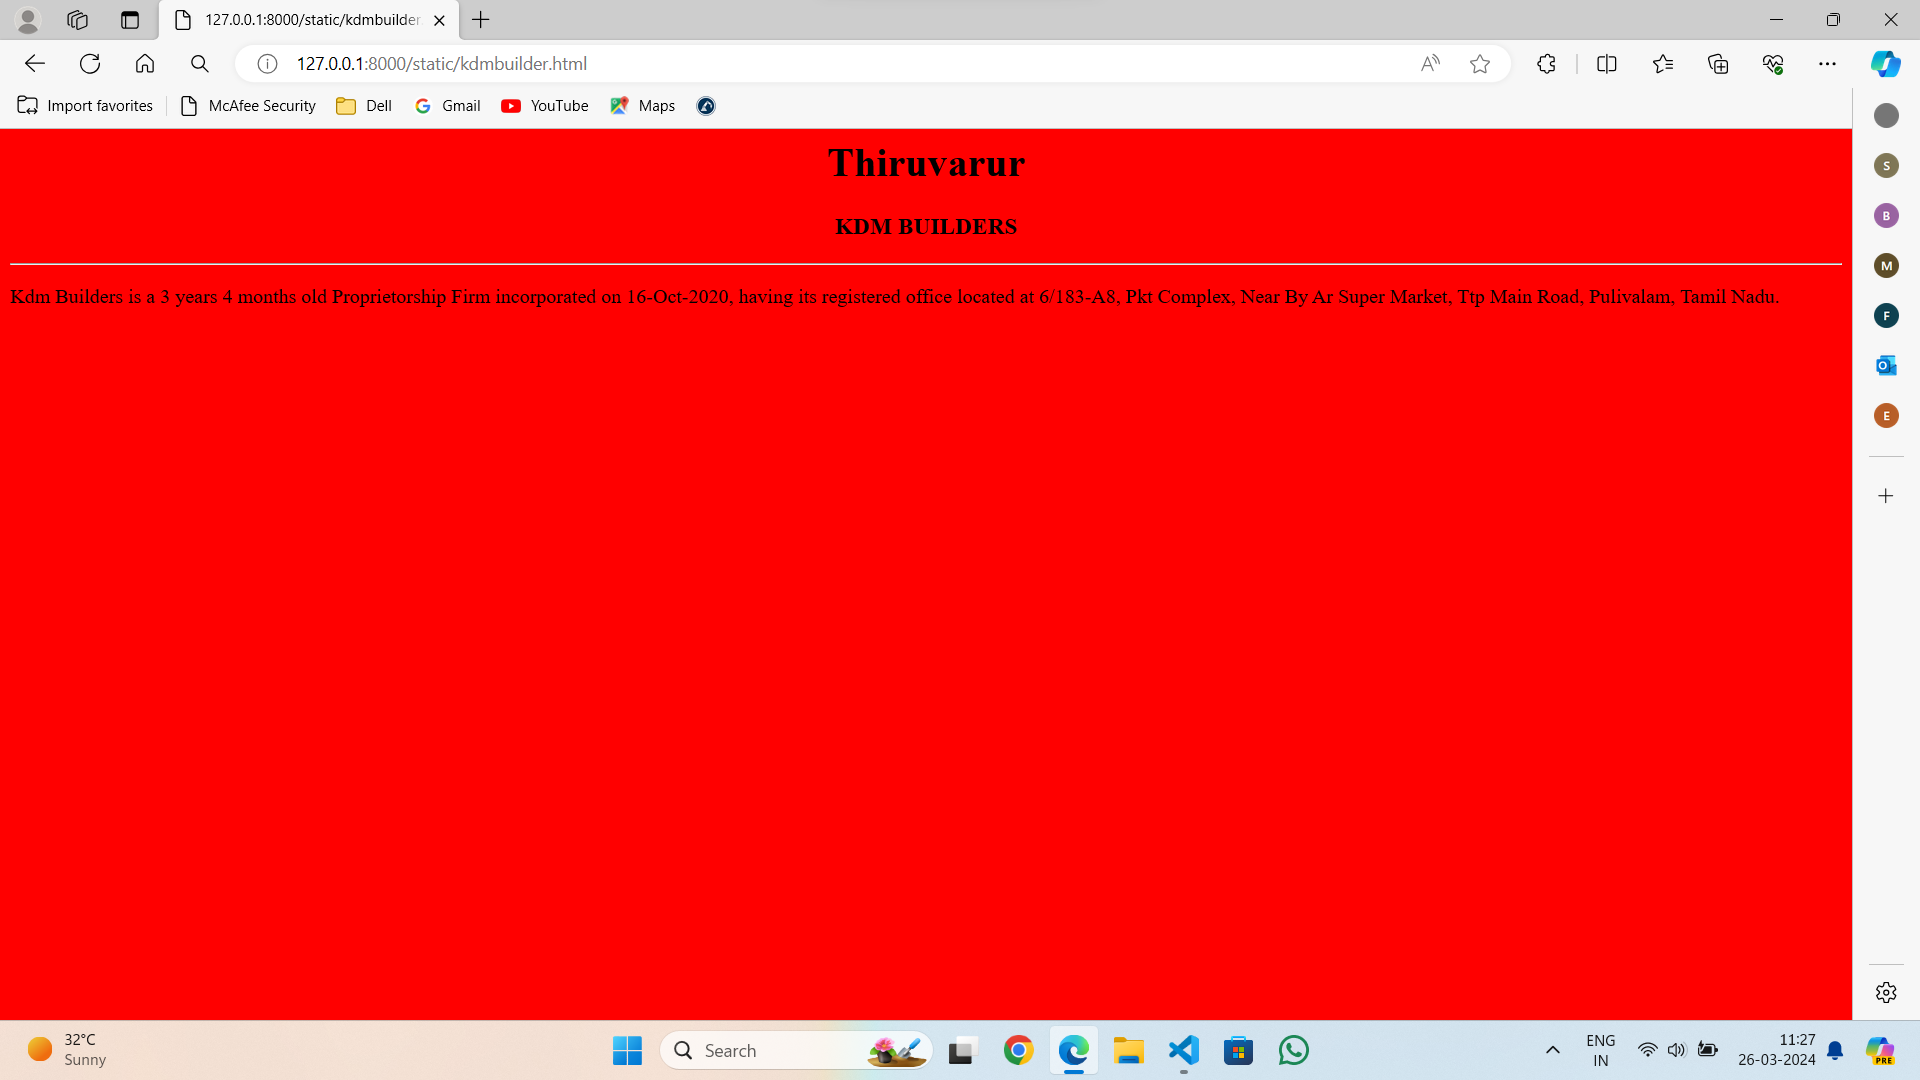 127.0.0.1:8000/static/kdmbuilder
127.0.0.1:8000/static/kdmbuilder.html
Import favorites McAfee Security Dell Gmail YouTube Maps
Thiruvarur
KDM BUILDERS
Kdm Builders is a 3 years 4 months old Proprietorship Firm incorporated on 16-Oct-2020, having its registered office located at 6/183-A8, Pkt Complex, Near By Ar Super Market, Ttp Main Road, Pulivalam, Tamil Nadu.
S
B
M
F
E
32°C
Sunny
Search
ENG
IN
11:27
26-03-2024
PRE